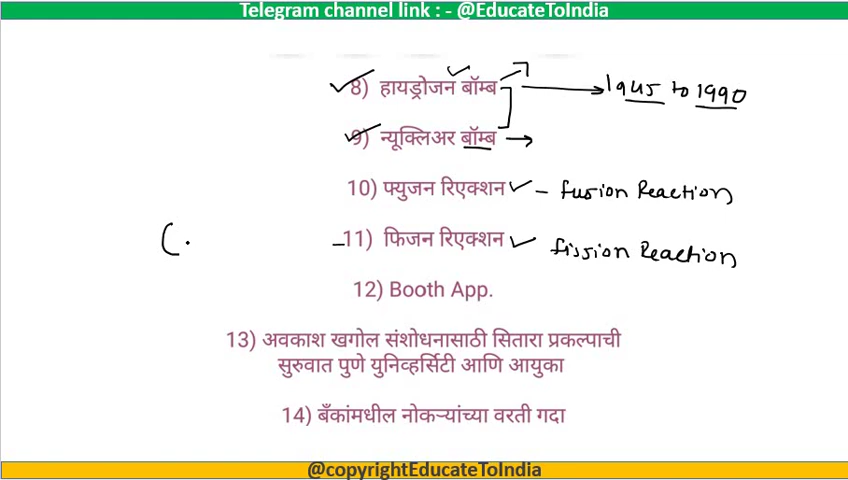 Telegram channel link : - @EducateToIndia
8) हायड्रोजन बॉम्ब 1945 to 1990
9) न्यूक्लिअर बॉम्ब
10) फ्युजन रिएक्शन - fusion Reaction
11) फिजन रिएक्शन fission Reaction
12) Booth App.
13) अवकाश खगोल संशोधनासाठी सितारा प्रकल्पाची
सुरुवात पुणे युनिव्हर्सिटी आणि आयुका
14) बँकांमधील नोकऱ्यांच्या वरती गदा
@copyrightEducateToIndia